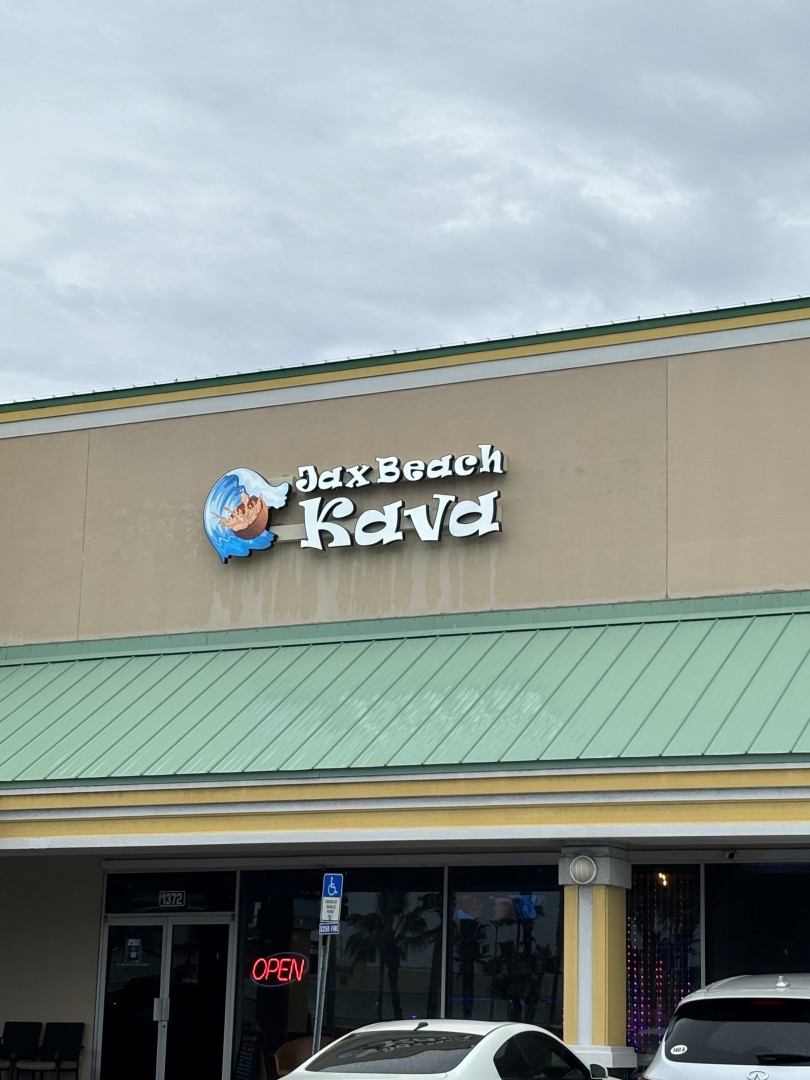 Jax Beach
Kava
1372
OPEN